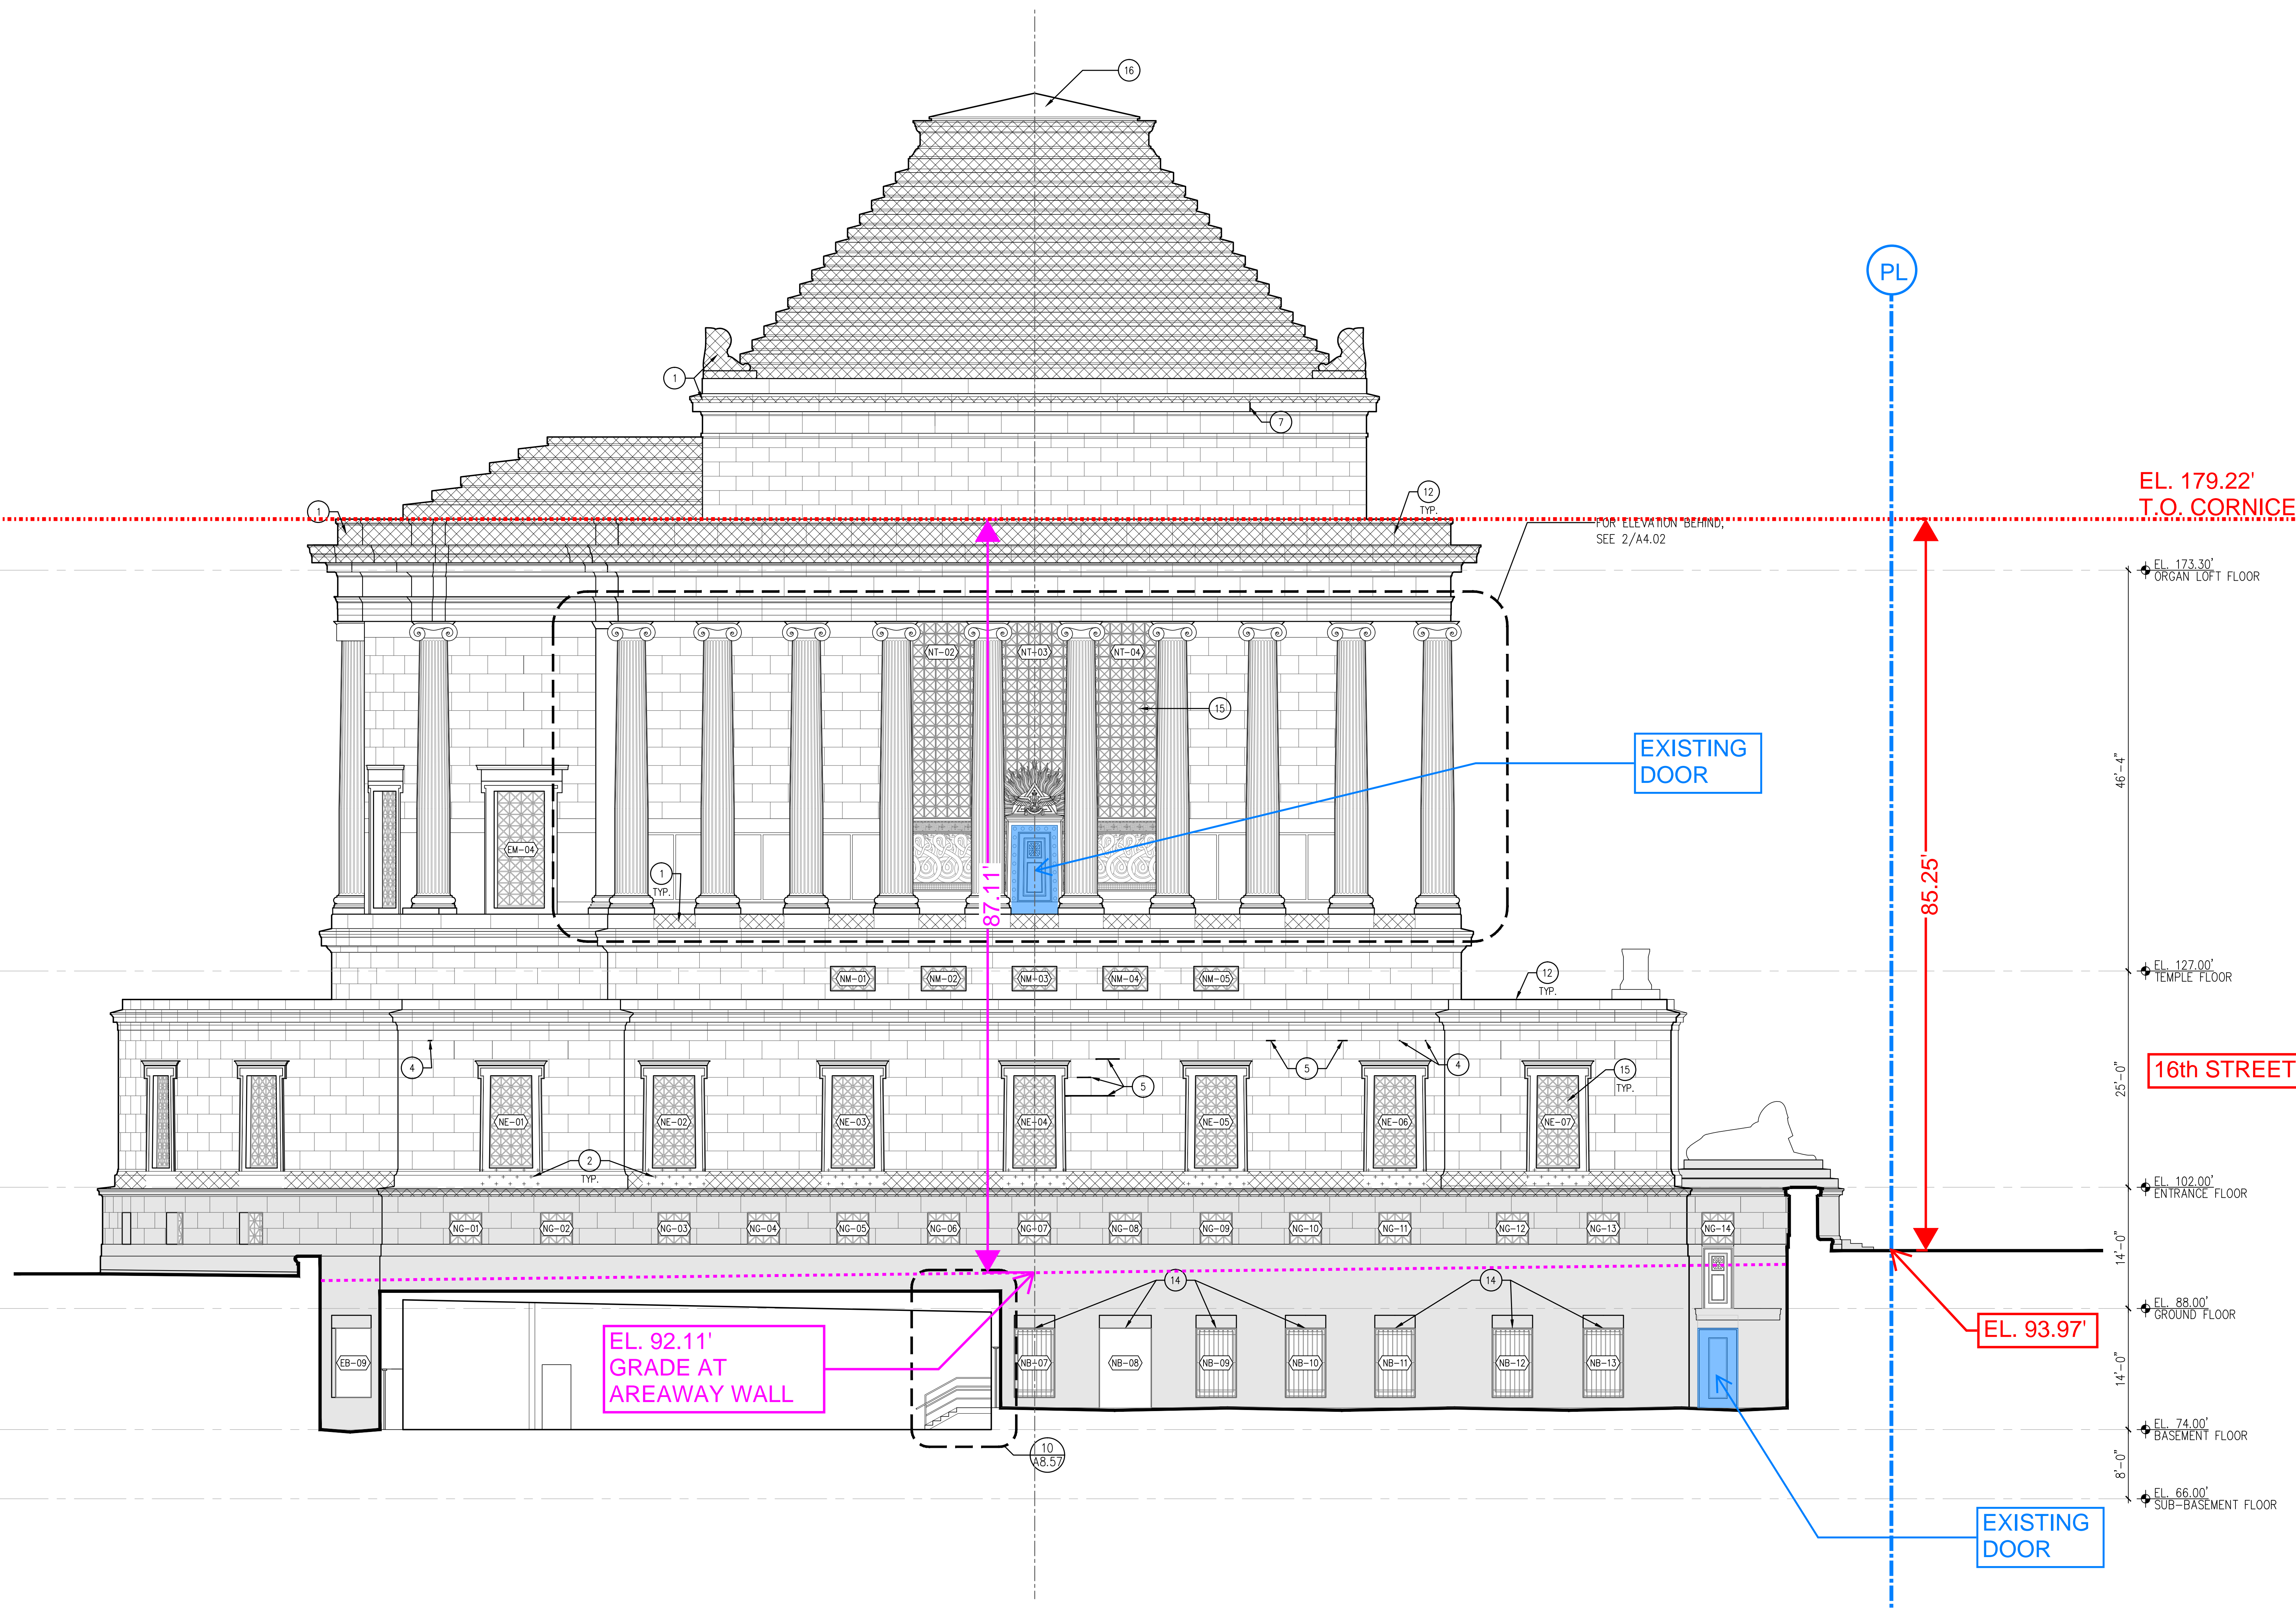 16
PL
1
7
EL. 179.22'
T.O. CORNICE
1
12
TYP.
FOR ELEVATION BEHIND,
SEE 2/A4.02
EL. 173.30'
ORGAN LOFT FLOOR
NT-02
NT-03
NT-04
15
EXISTING
DOOR
46'-4"
EM-04
1
TYP.
87.11'
85.25'
NM-01
NM-02
NM-03
NM-04
NM-05
12
TYP.
EL. 127.00'
TEMPLE FLOOR
4
5
5
4
15
TYP.
16th STREET
25'-0"
NE-01
NE-02
NE-03
NE-04
NE-05
NE-06
NE-07
2
TYP.
EL. 102.00'
ENTRANCE FLOOR
NG-01
NG-02
NG-03
NG-04
NG-05
NG-06
NG-07
NG-08
NG-09
NG-10
NG-11
NG-12
NG-13
NG-14
14'-0"
14
14
EL. 88.00'
GROUND FLOOR
EL. 93.97'
EL. 92.11'
GRADE AT
AREAWAY WALL
EB-09
NB-07
NB-08
NB-09
NB-10
NB-11
NB-12
NB-13
14'-0"
EL. 74.00'
BASEMENT FLOOR
10
A8.57
8'-0"
EL. 66.00'
SUB-BASEMENT FLOOR
EXISTING
DOOR